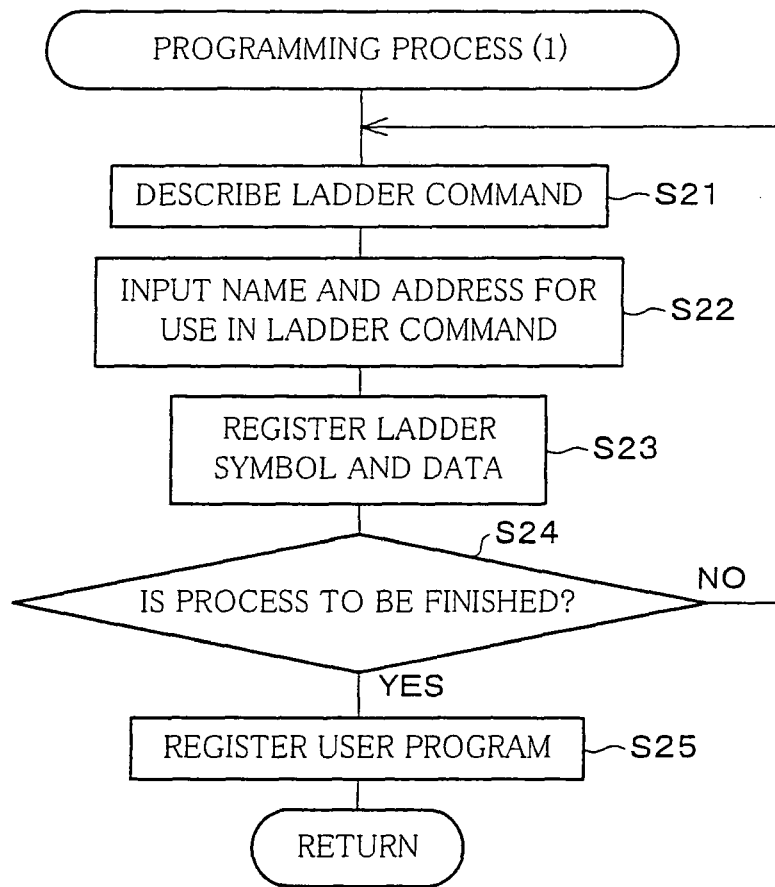 PROGRAMMING PROCESS (1)
DESCRIBE LADDER COMMAND
S21
INPUT NAME AND ADDRESS FOR
USE IN LADDER COMMAND
S22
REGISTER LADDER
SYMBOL AND DATA
S23
S24
IS PROCESS TO BE FINISHED?
NO
YES
REGISTER USER PROGRAM
S25
RETURN